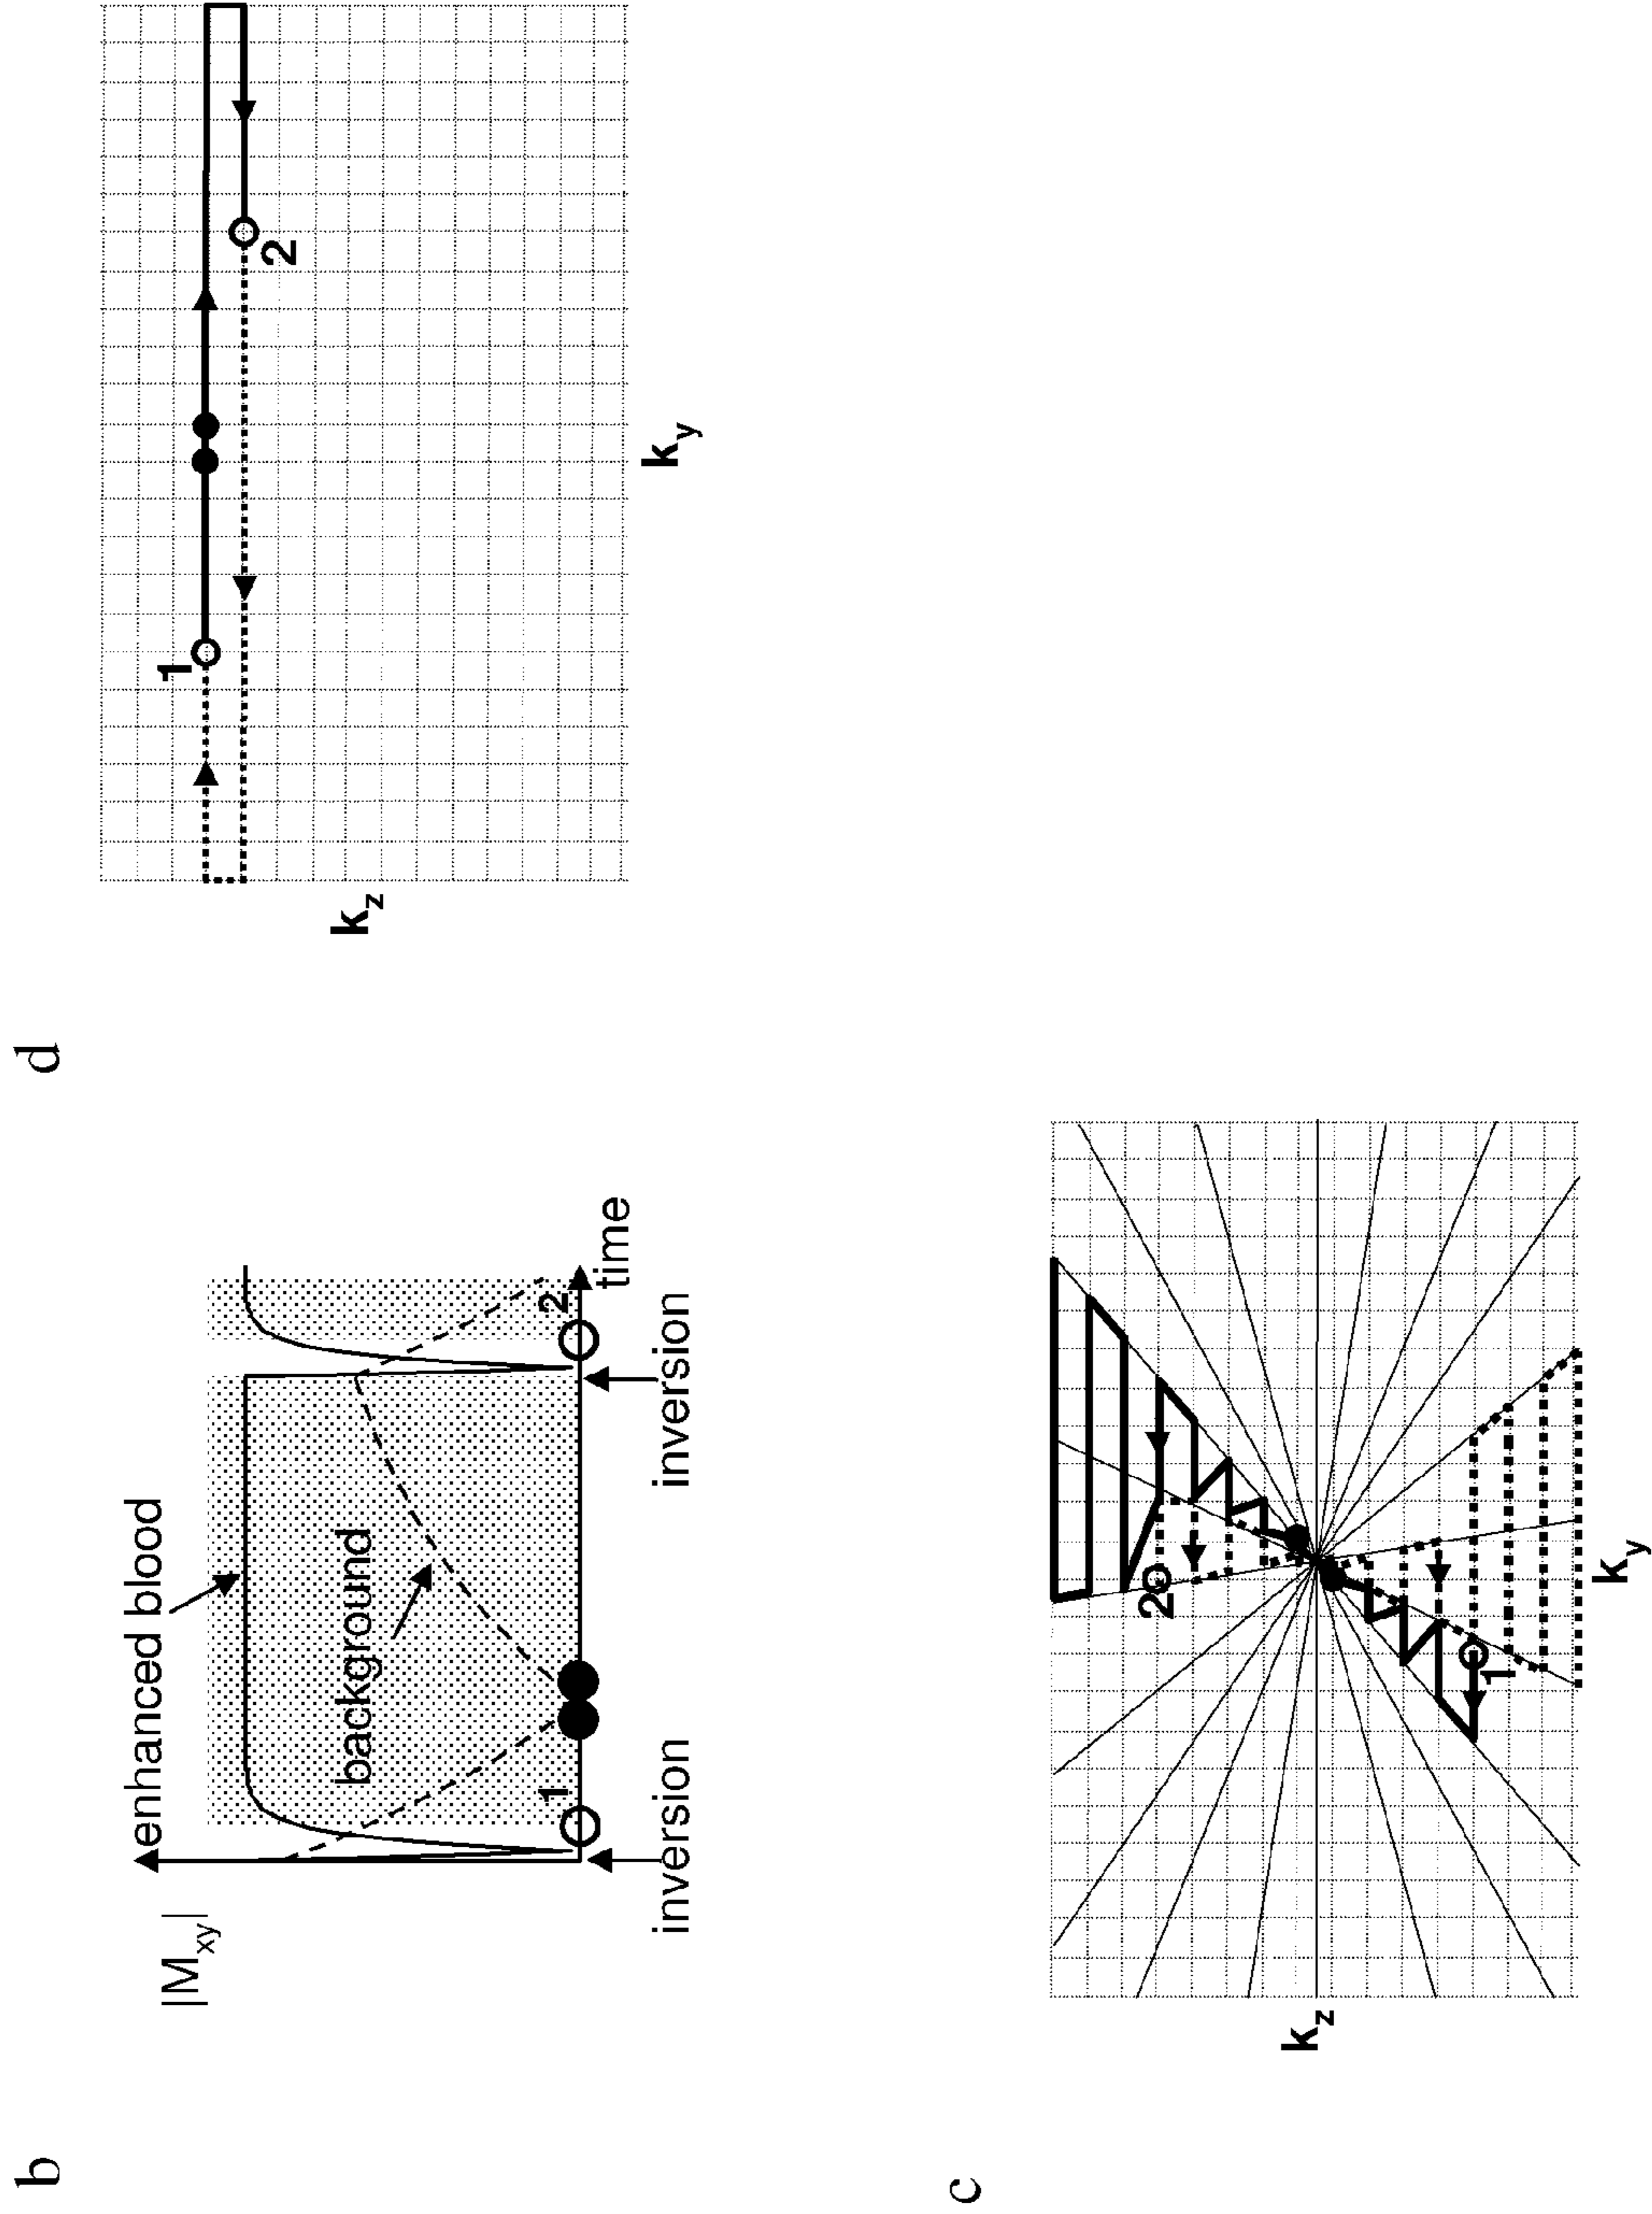 b
|Mxy|
enhanced blood
background
1
2
time
inversion
inversion
c
kz
2
1
ky
d
kz
1
2
ky